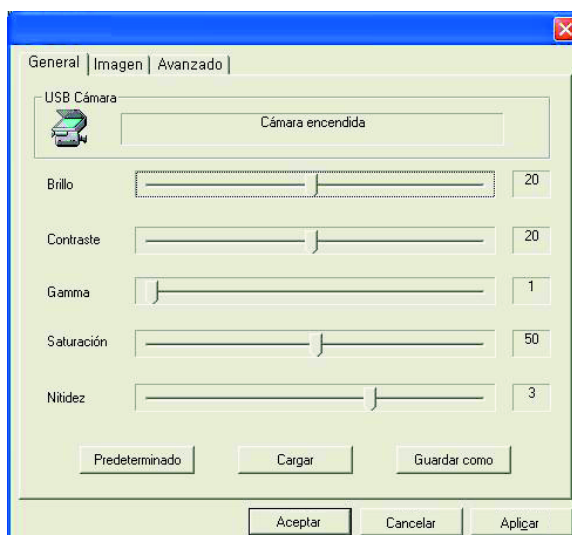 General Imagen Avanzado
USB Cámara
Cámara encendida
Brillo 20
Contraste 20
Gamma 1
Saturación 50
Nitidez 3
Predeterminado Cargar Guardar como
Aceptar Cancelar Aplicar